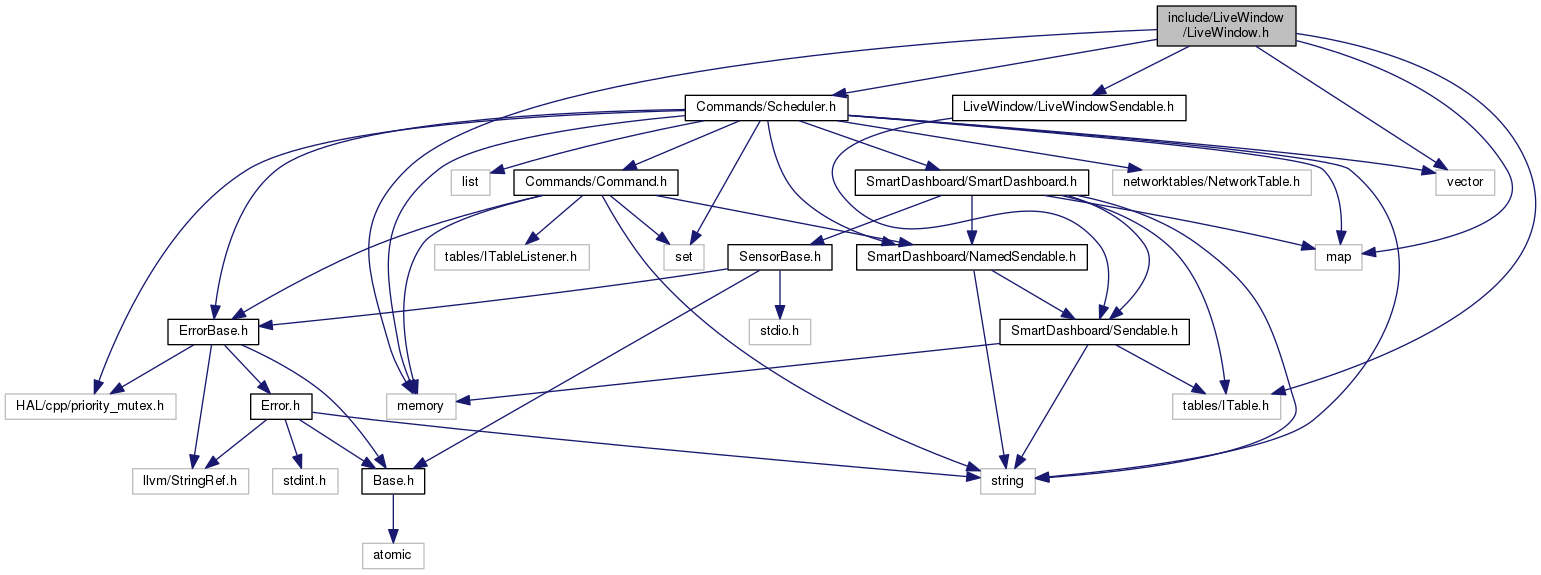 include/LiveWindow
/LiveWindow.h
Commands/Scheduler.h
LiveWindow/LiveWindowSendable.h
list
Commands/Command.h
SmartDashboard/SmartDashboard.h
networktables/NetworkTable.h
vector
tables/ITableListener.h
set
SensorBase.h
SmartDashboard/NamedSendable.h
map
ErrorBase.h
stdio.h
SmartDashboard/Sendable.h
HAL/cpp/priority_mutex.h
Error.h
memory
tables/ITable.h
llvm/StringRef.h
stdint.h
Base.h
string
atomic